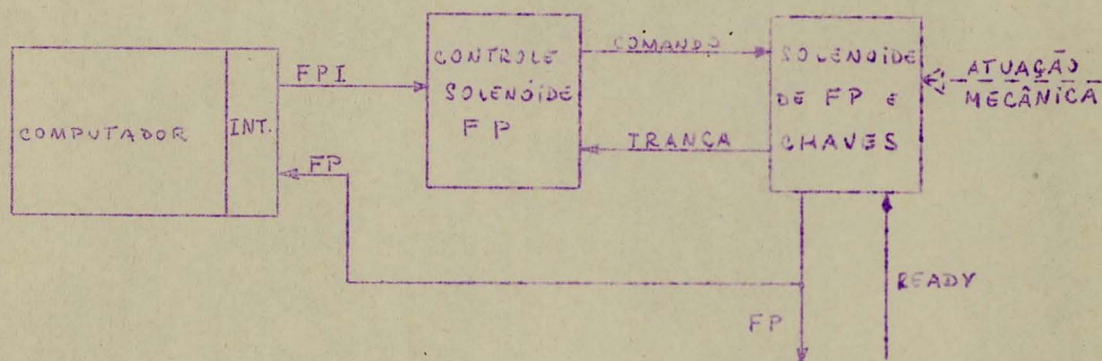 COMPUTADOR
INT.
FPI
FP
CONTROLE
SOLENÓIDE
FP
COMANDO
TRANCA
SOLENÓIDE
DE FP E
CHAVES
ATUAÇÃO
MECÂNICA
FP
READY